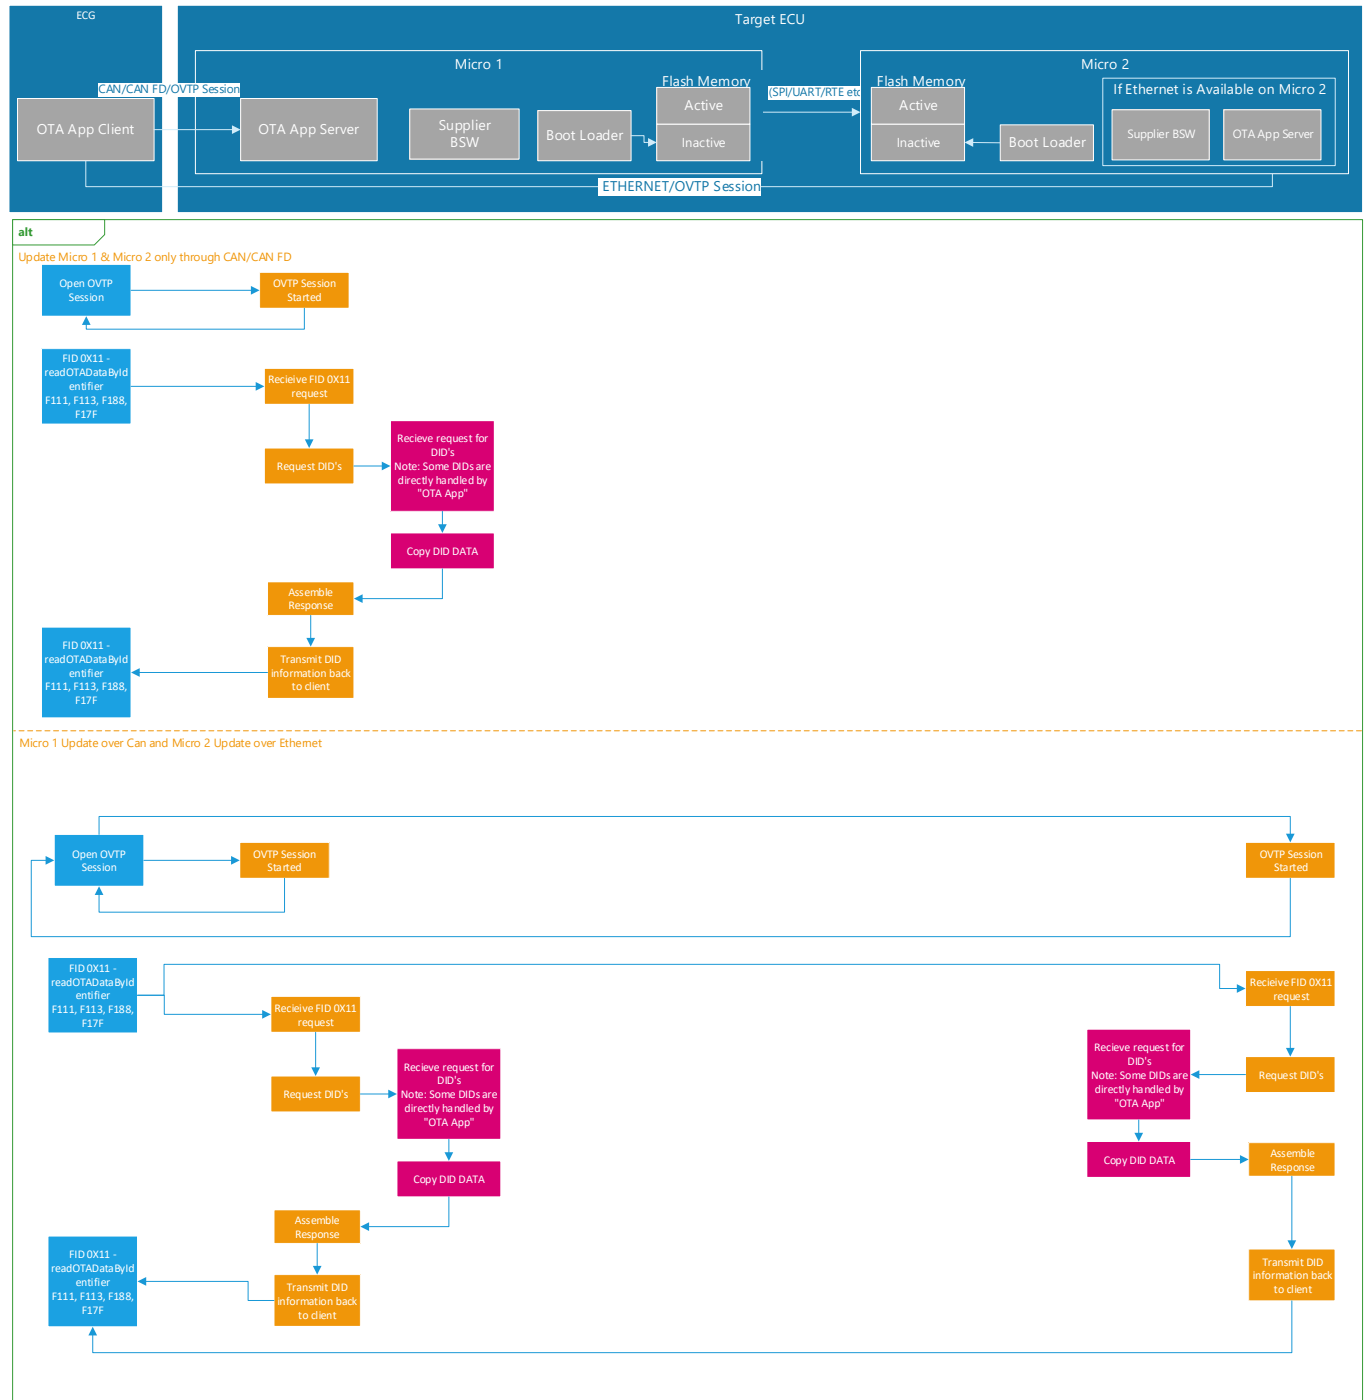 ECG
Target ECU
Micro 1
Micro 2
Flash Memory
Flash Memory
If Ethernet is Available on Micro 2
CAN/CAN FD/OVTP Session
(SPI/UART/RTE etc
OTA App Client
OTA App Server
Supplier
BSW
Boot Loader
Active
Inactive
Active
Inactive
Boot Loader
Supplier BSW
OTA App Server
ETHERNET/OVTP Session
alt
Update Micro 1 & Micro 2 only through CAN/CAN FD
Open OVTP
Session
OVTP Session
Started
FID 0X11 -
readOTADataById
entifier
F111, F113, F188,
F17F
Recieive FID 0X11
request
Request DID's
Recieve request for
DID's
Note: Some DIDs are
directly handled by
"OTA App"
Copy DID DATA
Assemble
Response
FID 0X11 -
readOTADataById
entifier
F111, F113, F188,
F17F
Transmit DID
information back
to client
Micro 1 Update over Can and Micro 2 Update over Ethernet
Open OVTP
Session
OVTP Session
Started
OVTP Session
Started
FID 0X11 -
readOTADataById
entifier
F111, F113, F188,
F17F
Recieive FID 0X11
request
Recieive FID 0X11
request
Request DID's
Recieve request for
DID's
Note: Some DIDs are
directly handled by
"OTA App"
Recieve request for
DID's
Note: Some DIDs are
directly handled by
"OTA App"
Request DID's
Copy DID DATA
Copy DID DATA
Assemble
Response
Assemble
Response
FID 0X11 -
readOTADataById
entifier
F111, F113, F188,
F17F
Transmit DID
information back
to client
Transmit DID
information back
to client